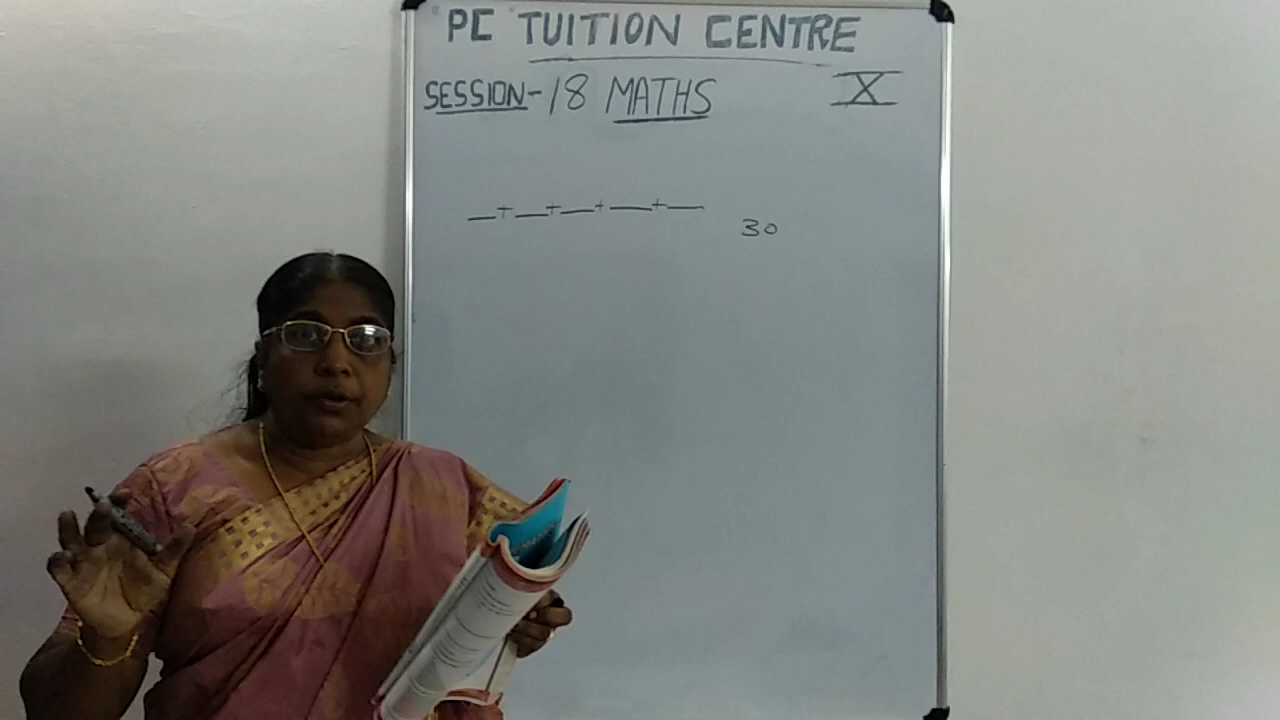 PC TUITION CENTRE
SESSION-18 MATHS X
_+_+_+_+_ 30